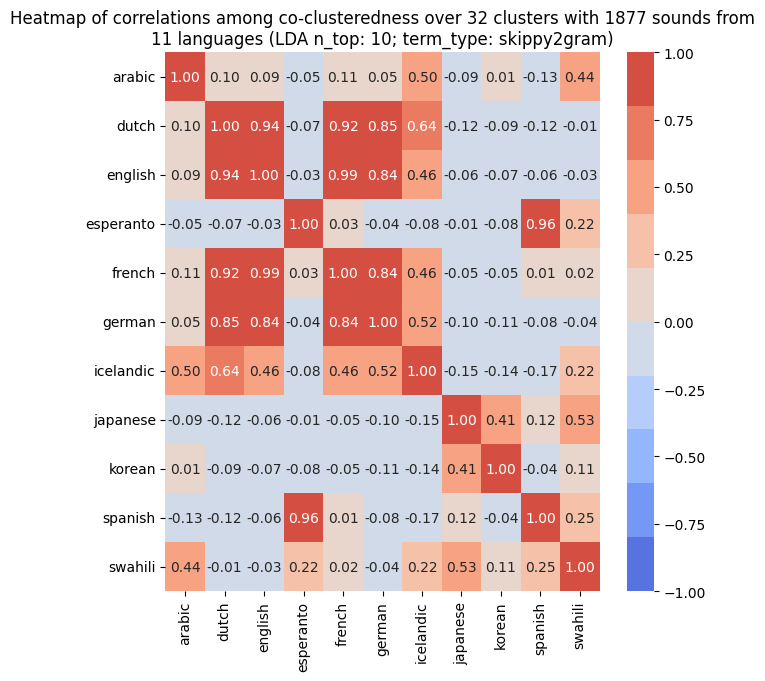 Heatmap of correlations among co-clusteredness over 32 clusters with 1877 sounds from
11 languages (LDA n_top: 10; term_type: skippy2gram)
arabic 1.00 0.10 0.09 -0.05 0.11 0.05 0.50 -0.09 0.01 -0.13 0.44
dutch 0.10 1.00 0.94 -0.07 0.92 0.85 0.64 -0.12 -0.09 -0.12 -0.01
english 0.09 0.94 1.00 -0.03 0.99 0.84 0.46 -0.06 -0.07 -0.06 -0.03
esperanto -0.05 -0.07 -0.03 1.00 0.03 -0.04 -0.08 -0.01 -0.08 0.96 0.22
french 0.11 0.92 0.99 0.03 1.00 0.84 0.46 -0.05 -0.05 0.01 0.02
german 0.05 0.85 0.84 -0.04 0.84 1.00 0.52 -0.10 -0.11 -0.08 -0.04
icelandic 0.50 0.64 0.46 -0.08 0.46 0.52 1.00 -0.15 -0.14 -0.17 0.22
japanese -0.09 -0.12 -0.06 -0.01 -0.05 -0.10 -0.15 1.00 0.41 0.12 0.53
korean 0.01 -0.09 -0.07 -0.08 -0.05 -0.11 -0.14 0.41 1.00 -0.04 0.11
spanish -0.13 -0.12 -0.06 0.96 0.01 -0.08 -0.17 0.12 -0.04 1.00 0.25
swahili 0.44 -0.01 -0.03 0.22 0.02 -0.04 0.22 0.53 0.11 0.25 1.00
arabic
dutch
english
esperanto
french
german
icelandic
japanese
korean
spanish
swahili
1.00
0.75
0.50
0.25
0.00
−0.25
−0.50
−0.75
−1.00